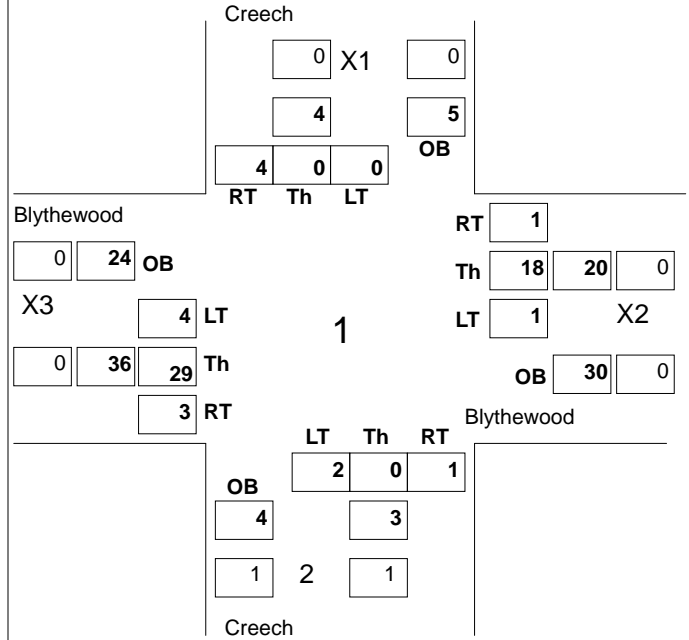 Creech
0 X1 0
4 5
OB
4 0 0
RT Th LT
Blythewood
RT 1
0 24 OB
Th 18 20 0
X3
4 LT
1
LT 1
X2
0 36 29 Th
OB 30 0
3 RT
Blythewood
LT Th RT
2 0 1
OB
4 3
1 2 1
Creech